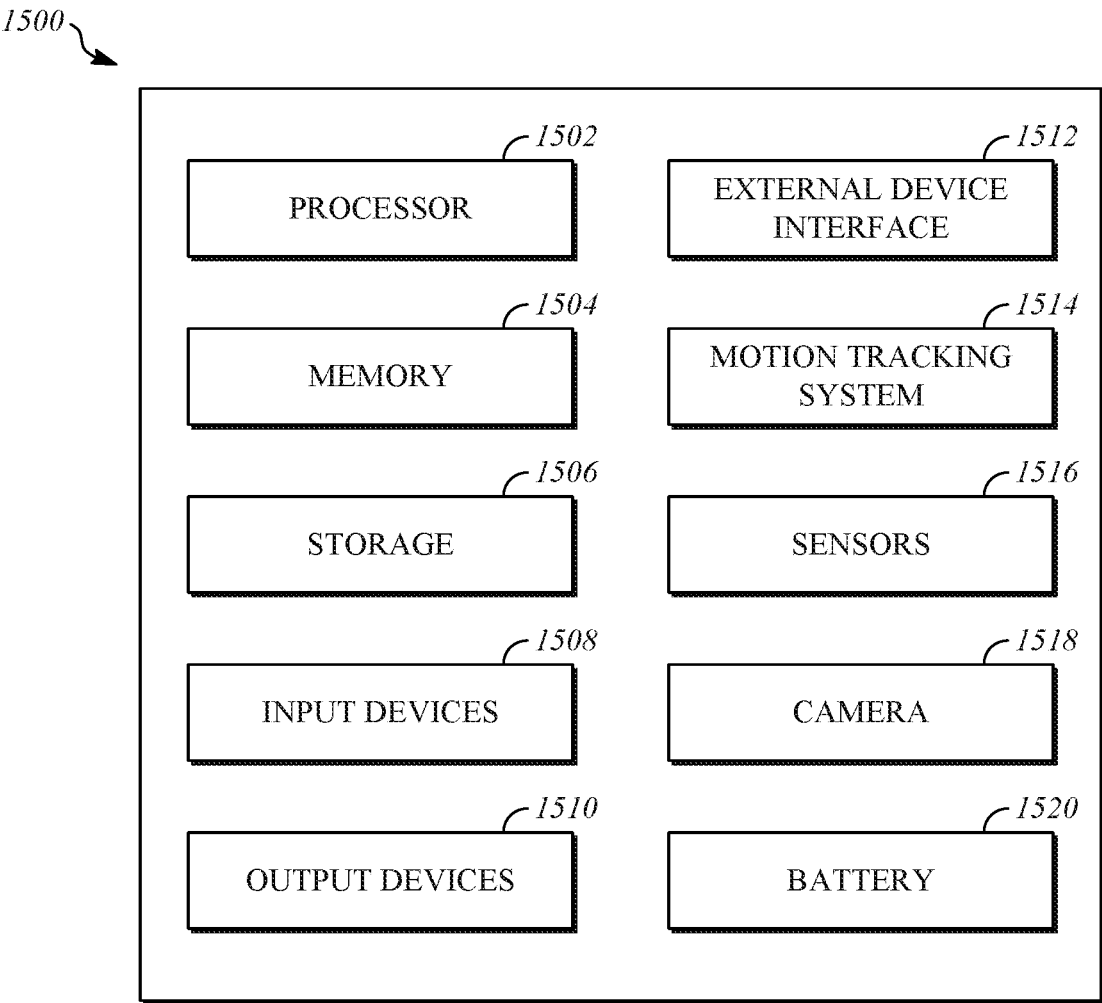 1500
1502
PROCESSOR
1512
EXTERNAL DEVICE
INTERFACE
1504
MEMORY
1514
MOTION TRACKING
SYSTEM
1506
STORAGE
1516
SENSORS
1508
INPUT DEVICES
1518
CAMERA
1510
OUTPUT DEVICES
1520
BATTERY